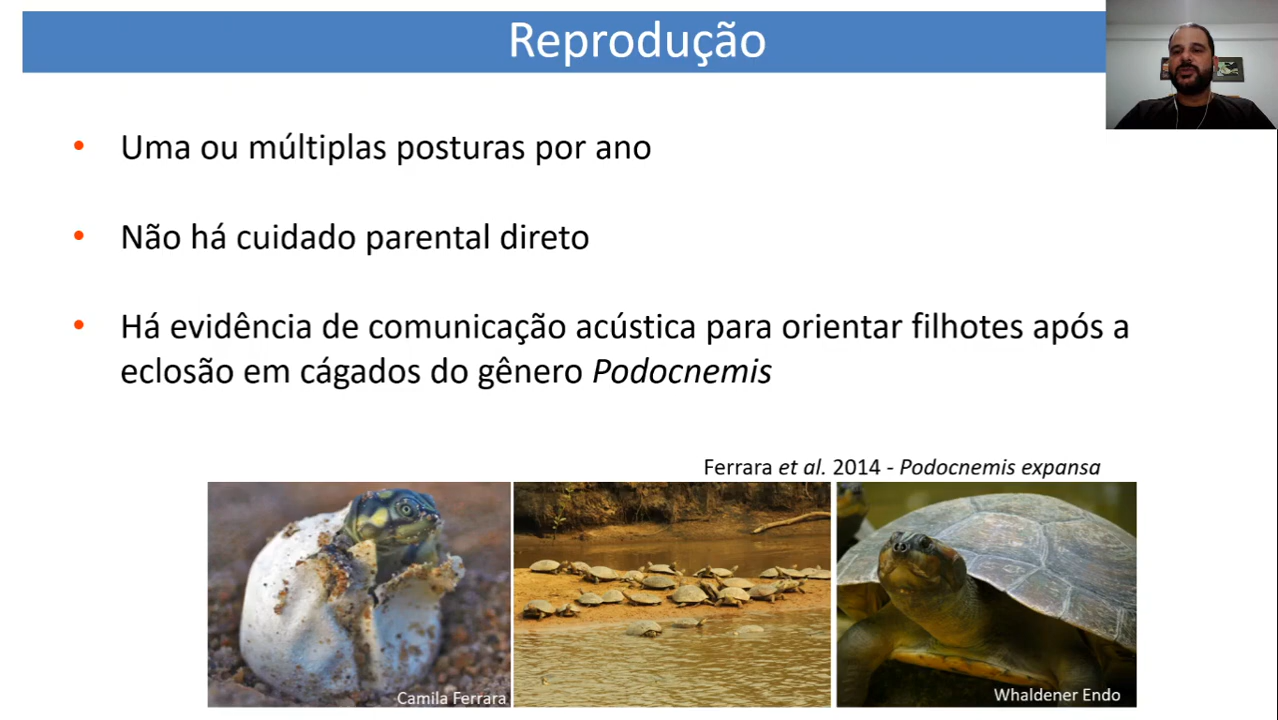 Reprodução
• Uma ou múltiplas posturas por ano
• Não há cuidado parental direto
• Há evidência de comunicação acústica para orientar filhotes após a
eclosão em cágados do gênero Podocnemis
Ferrara et al. 2014 - Podocnemis expansa
Camila Ferrara
Whaldener Endo